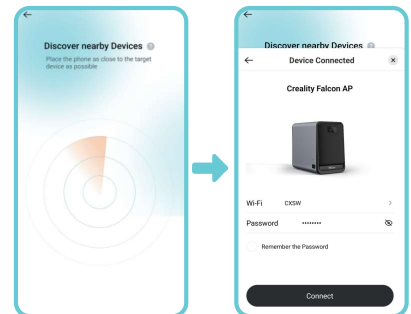 Discover nearby Devices
Place the phone as close to the target
device as possible
Discover nearby Devices
Device Connected
Creality Falcon AP
Wi-Fi CXSW
Password ········
Remember the Password
Connect